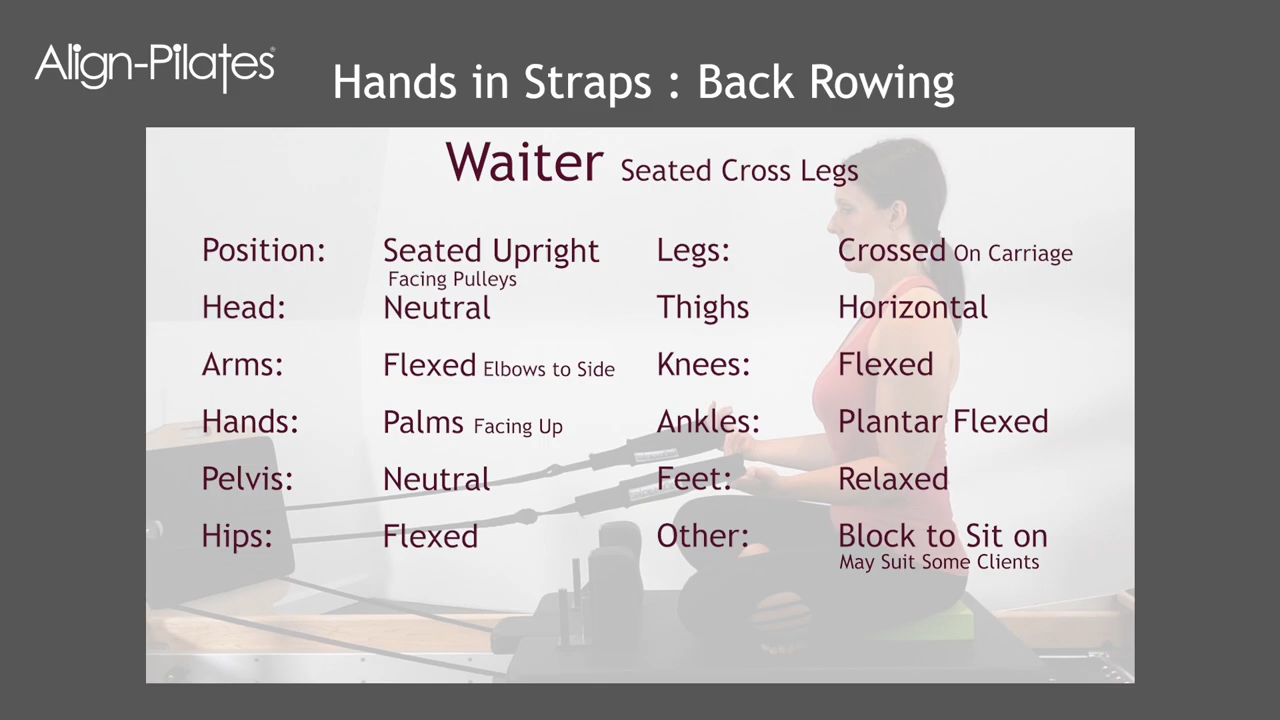 Align-Pilates
Hands in Straps : Back Rowing
Waiter Seated Cross Legs
Position: Seated Upright
Facing Pulleys
Head: Neutral
Arms: Flexed Elbows to Side
Hands: Palms Facing Up
Pelvis: Neutral
Hips: Flexed
Legs: Crossed On Carriage
Thighs Horizontal
Knees: Flexed
Ankles: Plantar Flexed
Feet: Relaxed
Other: Block to Sit on
May Suit Some Clients